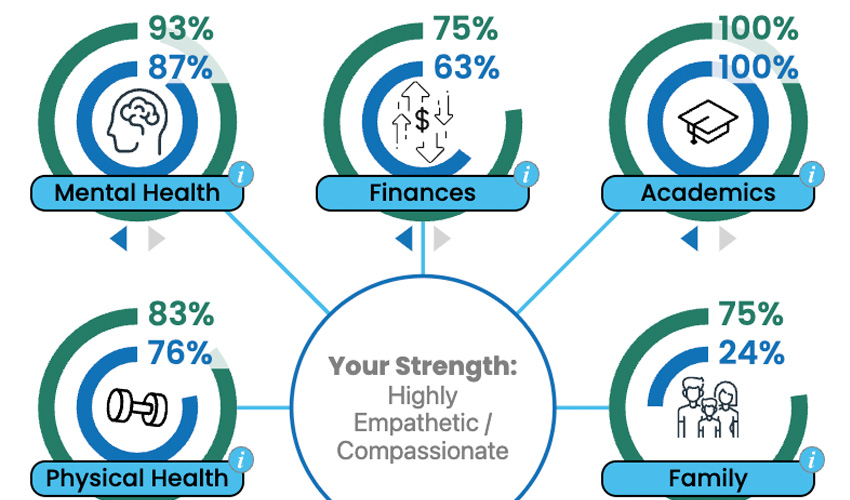 93%
87%
Mental Health
i
75%
63%
$
Finances
i
100%
100%
Academics
i
83%
76%
Physical Health
i
Your Strength:
Highly
Empathetic /
Compassionate
75%
24%
Family
i